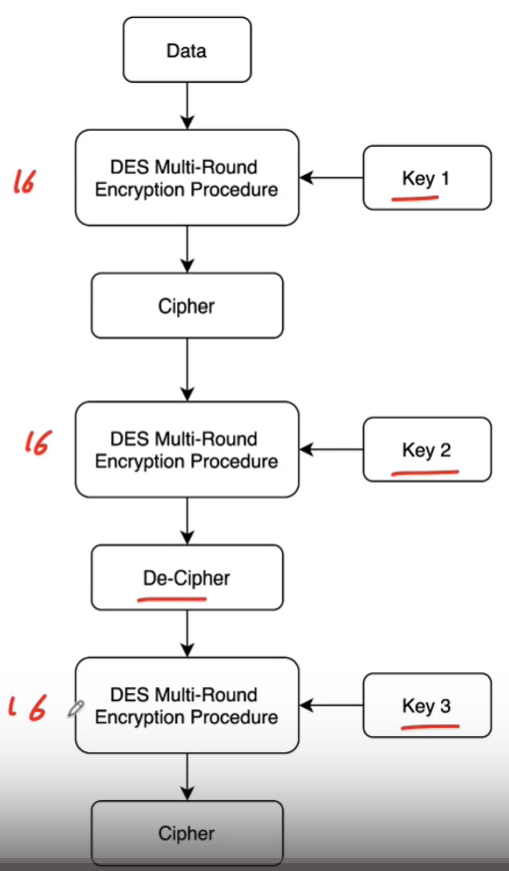 Data
16
DES Multi-Round
Encryption Procedure
Key 1
Cipher
16
DES Multi-Round
Encryption Procedure
Key 2
De-Cipher
16
DES Multi-Round
Encryption Procedure
Key 3
Cipher